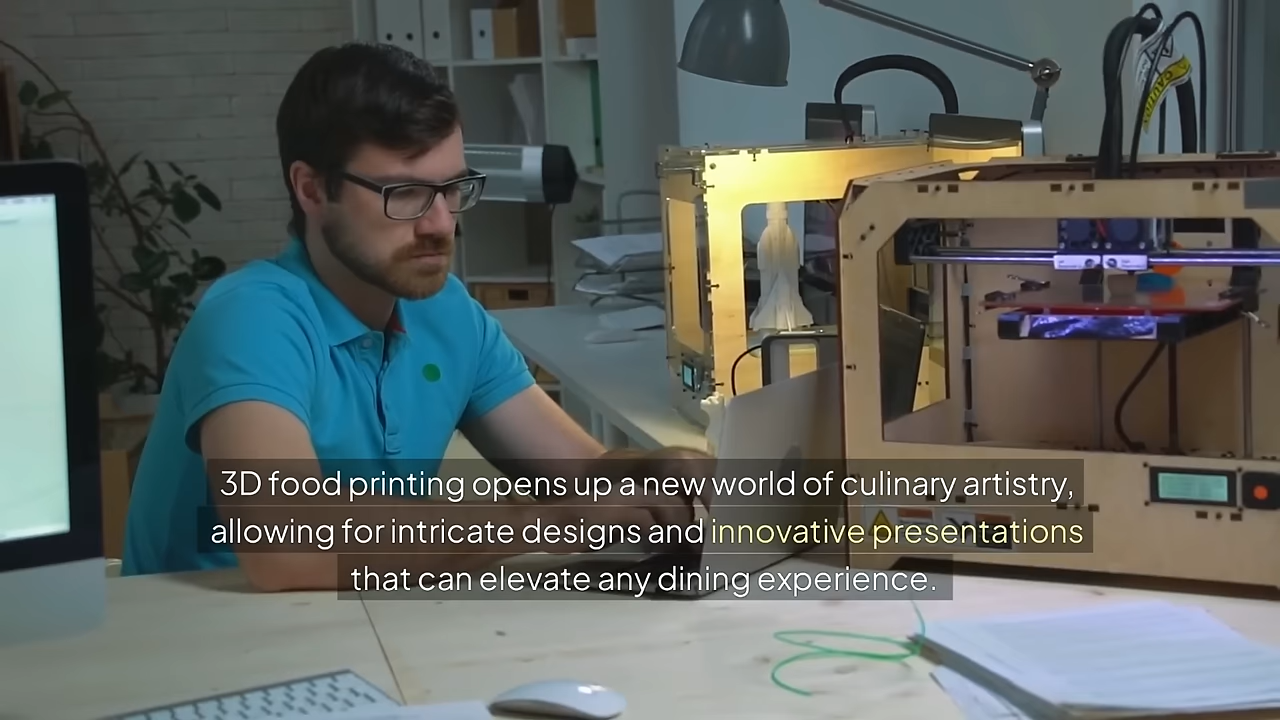 CAUTION
3D food printing opens up a new world of culinary artistry,
allowing for intricate designs and innovative presentations
that can elevate any dining experience.